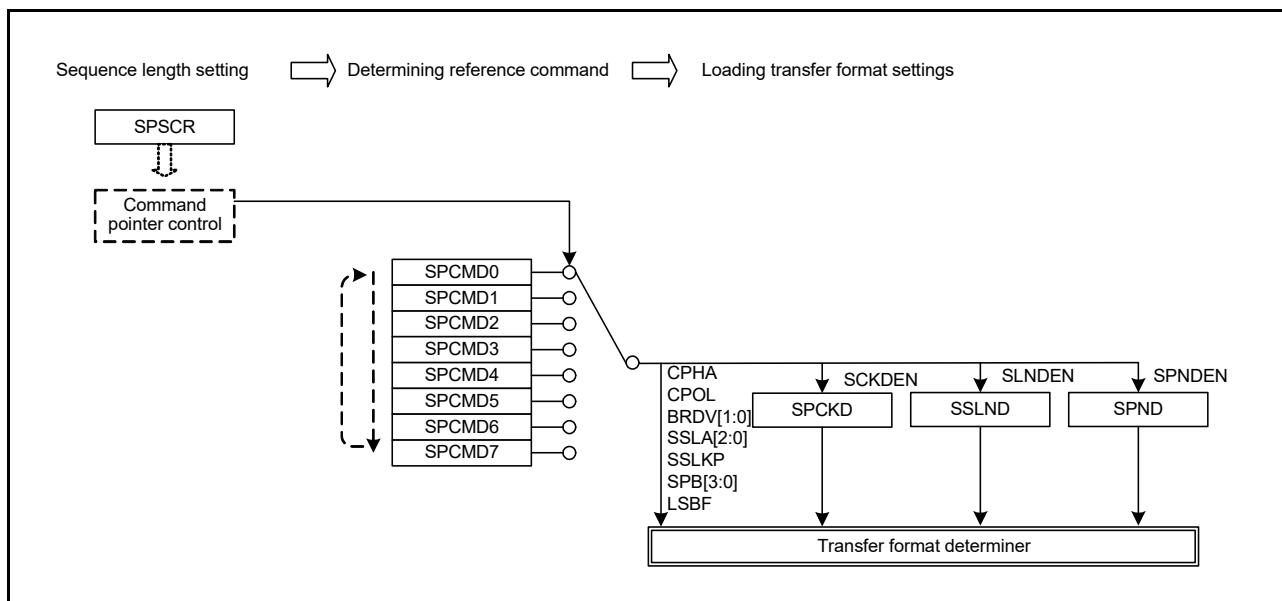 Sequence length setting
Determining reference command
Loading transfer format settings
SPSCR
Command
pointer control
SPCMD0
SPCMD1
SPCMD2
SPCMD3
SPCMD4
SPCMD5
SPCMD6
SPCMD7
CPHA
CPOL
BRDV[1:0]
SSLA[2:0]
SSLKP
SPB[3:0]
LSBF
SCKDEN
SPCKD
SLNDEN
SSLND
SPNDEN
SPND
Transfer format determiner